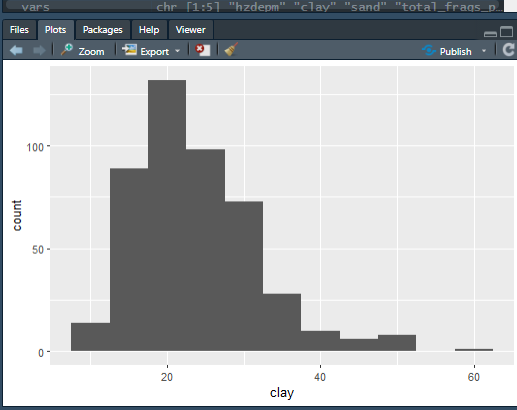 vars chr [1:5] "hzdepm" "clay" "sand" "total_frags_p
Files Plots Packages Help Viewer
Zoom Export Publish
100
50
0
count
20 40 60
clay